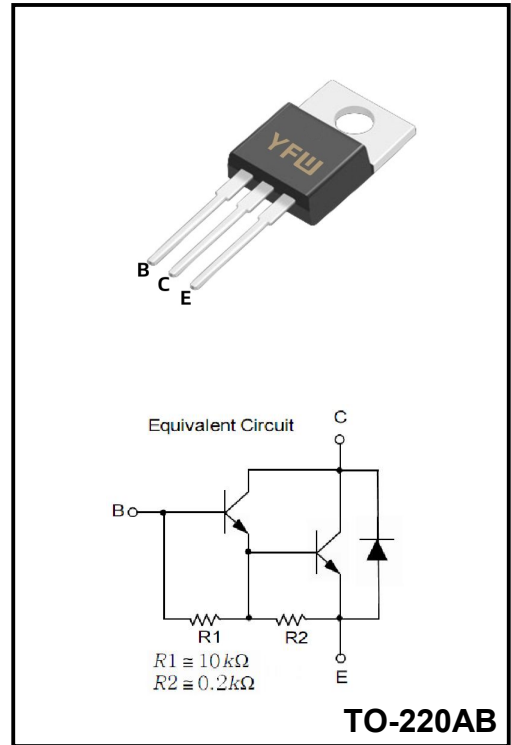 YFW
B
C
E
Equivalent Circuit
C
B
R1
R2
R1≅10kΩ
R2≅0.2kΩ
E
TO-220AB